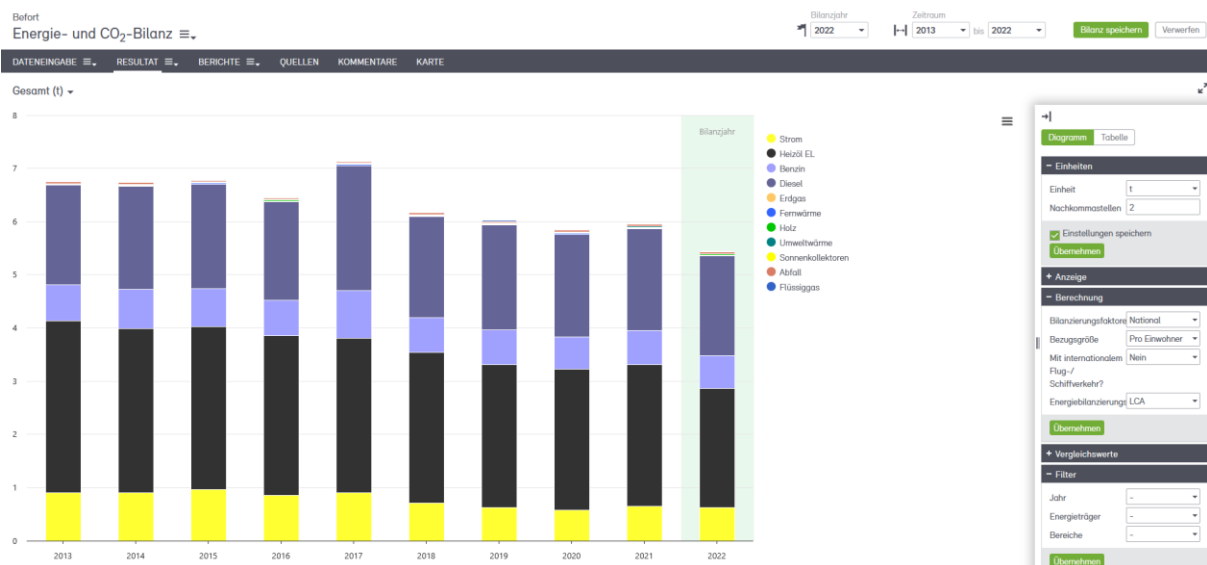 Befort
Energie- und CO2-Bilanz
Bilanzjahr
2022
Zeitraum
2013 bis 2022
Bilanz speichern
Verwerfen
DATENEINGABE RESULTAT BERICHTE QUELLEN KOMMENTARE KARTE
Gesamt (t)
8
7
6
5
4
3
2
1
0
Bilanzjahr
2013 2014 2015 2016 2017 2018 2019 2020 2021 2022
Strom
Heizöl EL
Benzin
Diesel
Erdgas
Fernwärme
Holz
Umweltwärme
Sonnenkollektoren
Abfall
Flüssiggas
Diagramm Tabelle
− Einheiten
Einheit t
Nachkommastellen 2
Einstellungen speichern
Übernehmen
+ Anzeige
− Berechnung
Bilanzierungsfaktore National
Bezugsgröße Pro Einwohner
Mit internationalem Nein
Flug-/
Schiffverkehr?
Energiebilanzierungs LCA
Übernehmen
+ Vergleichswerte
− Filter
Jahr -
Energieträger -
Bereiche -
Übernehmen